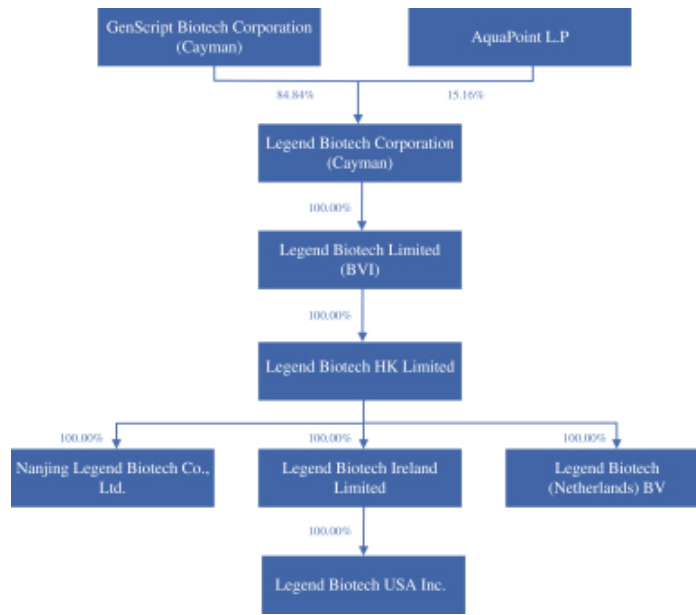 GenScript Biotech Corporation
(Cayman)
AquaPoint L.P
84.84%
15.16%
Legend Biotech Corporation
(Cayman)
100.00%
Legend Biotech Limited
(BVI)
100.00%
Legend Biotech HK Limited
100.00%
100.00%
100.00%
Nanjing Legend Biotech Co.,
Ltd.
Legend Biotech Ireland
Limited
Legend Biotech
(Netherlands) BV
100.00%
Legend Biotech USA Inc.